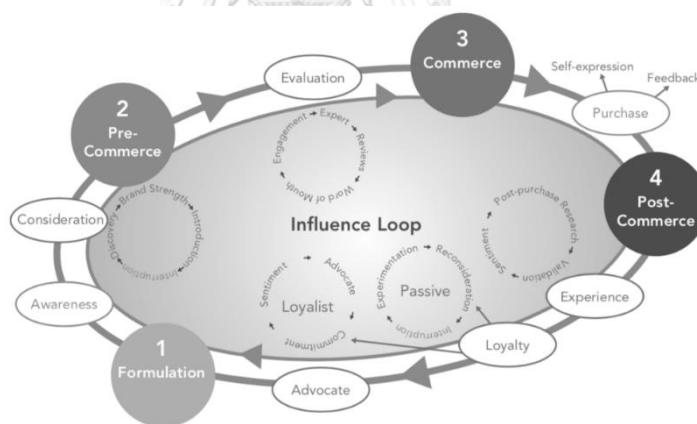 3
Commerce
Self-expression
Feedback
Evaluation
Purchase
2
Pre-
Commerce
Engagement
Expert
Reviews
Word of Mouth
4
Post-
Commerce
Consideration
Discovery
Brand Strength
Introduction
Interruption
Influence Loop
Post-purchase Research
Validation
Sentiment
Awareness
Sentiment
Advocate
Commitment
Loyalist
Experimentation
Reconsideration
Interruption
Passive
Experience
1
Formulation
Loyalty
Advocate